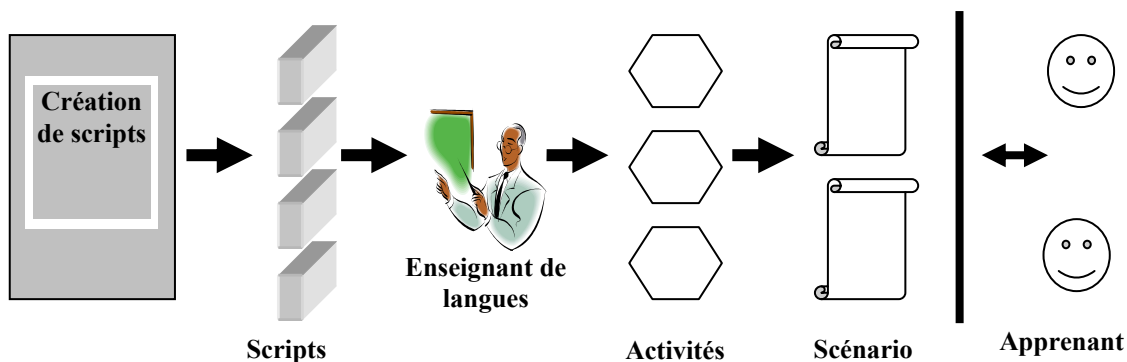 Création
de scripts
Enseignant de
langues
Scripts
Activités
Scénario
Apprenant